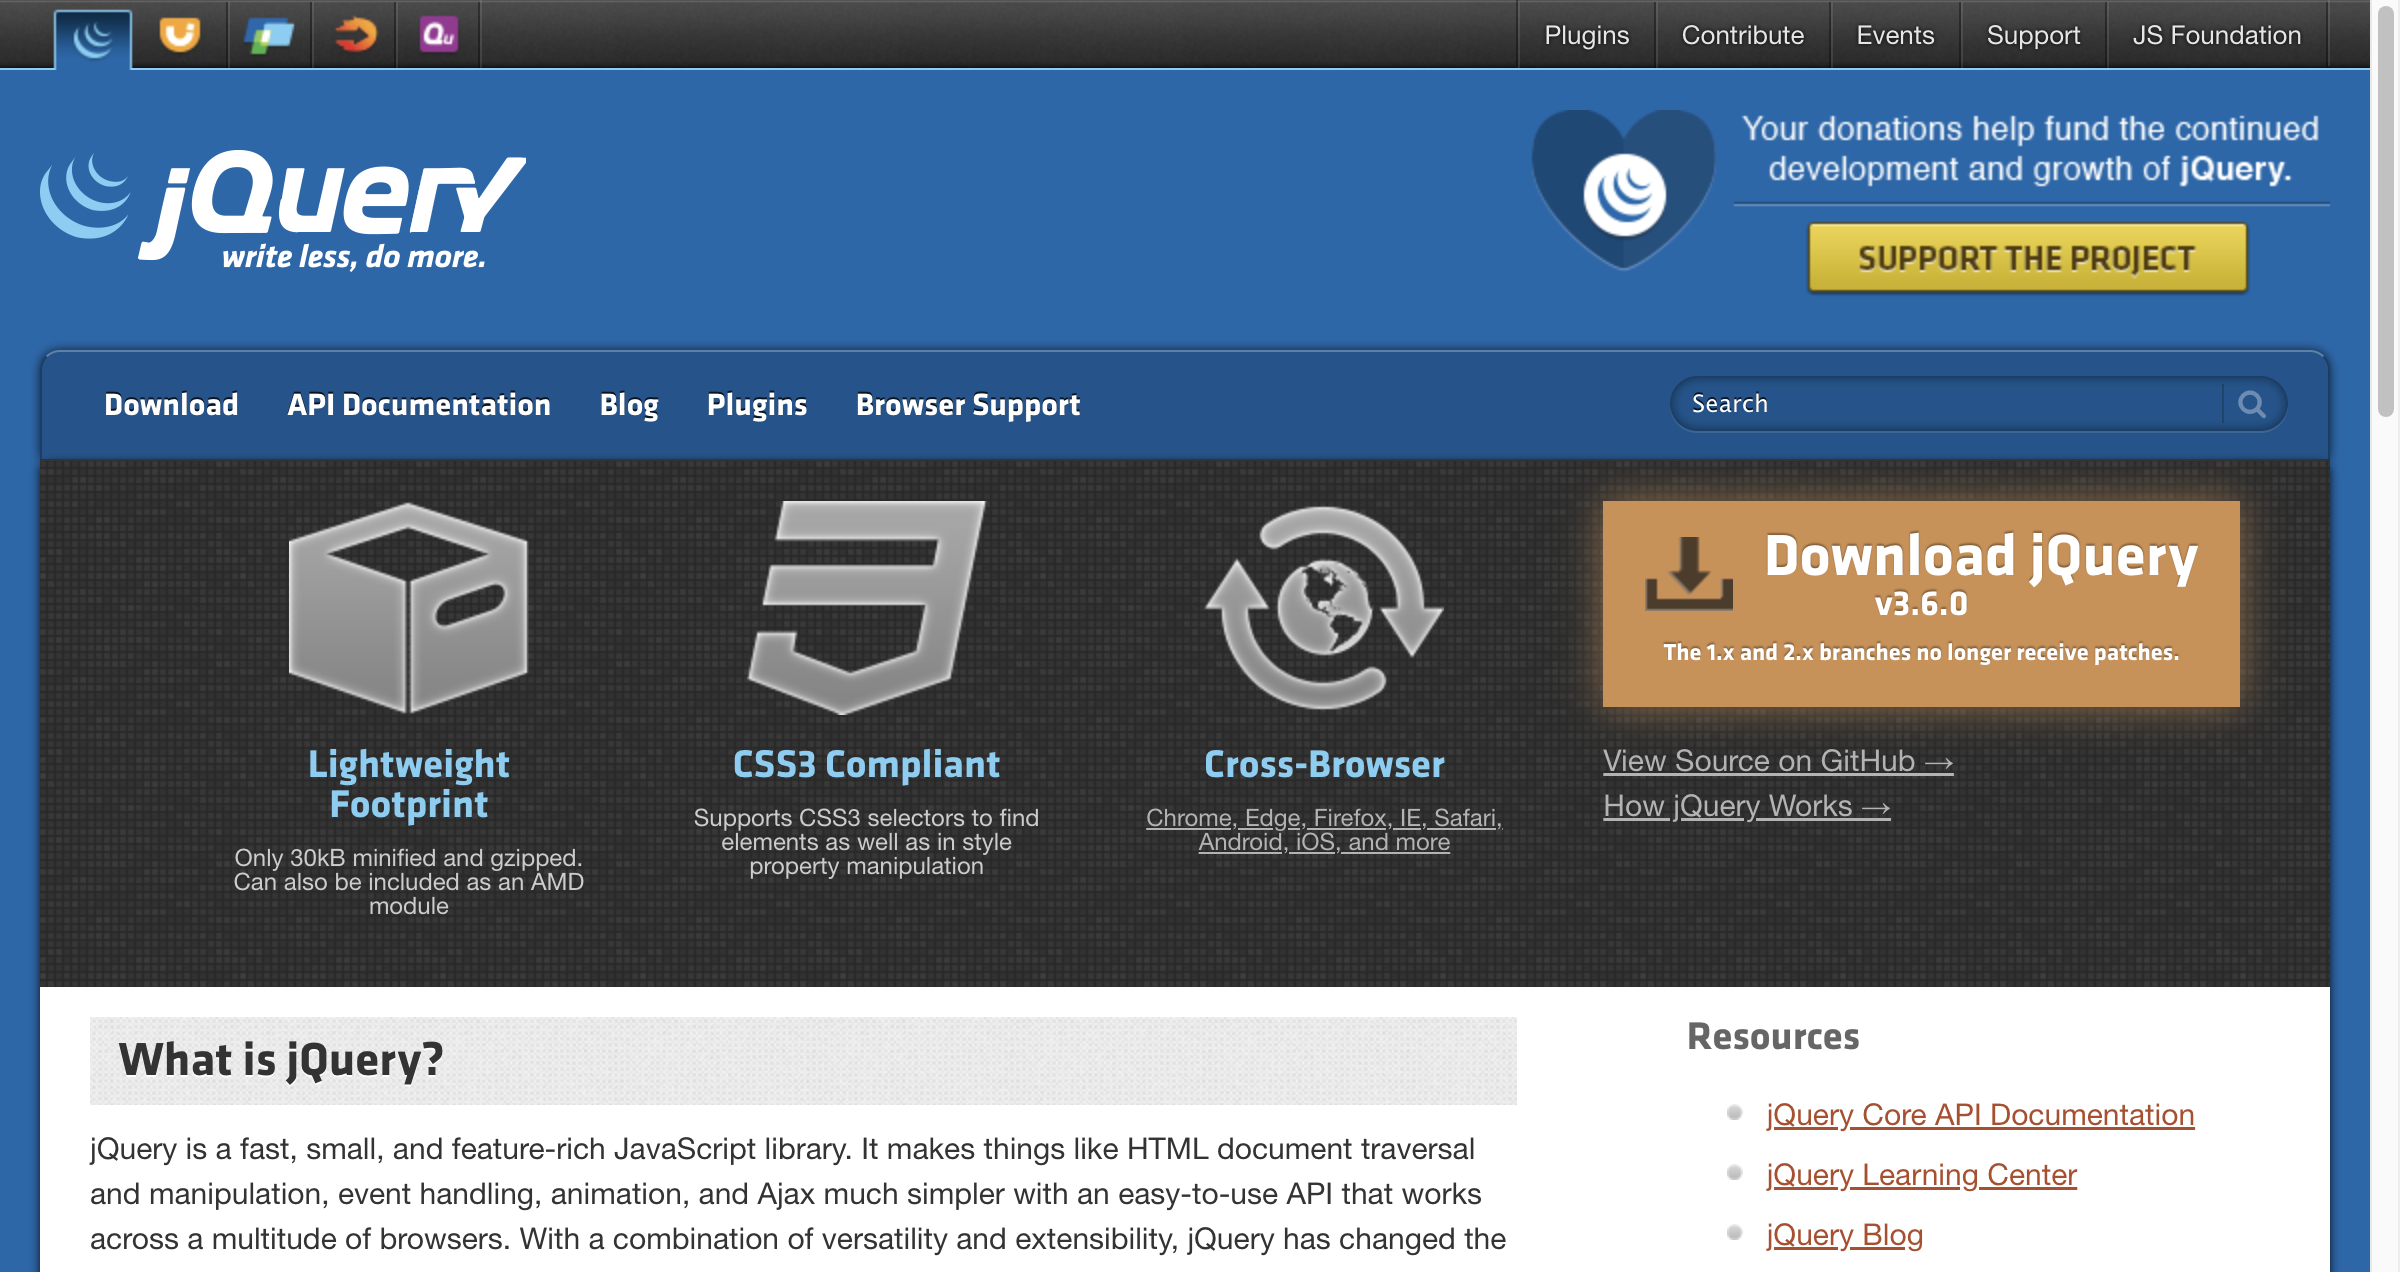 Qu
Plugins
Contribute
Events
Support
JS Foundation
jQuery
write less, do more.
Your donations help fund the continued
development and growth of jQuery.
SUPPORT THE PROJECT
Download
API Documentation
Blog
Plugins
Browser Support
Search
Lightweight
Footprint
Only 30kB minified and gzipped.
Can also be included as an AMD
module
CSS3 Compliant
Supports CSS3 selectors to find
elements as well as in style
property manipulation
Cross-Browser
Chrome, Edge, Firefox, IE, Safari,
Android, iOS, and more
Download jQuery
v3.6.0
The 1.x and 2.x branches no longer receive patches.
View Source on GitHub →
How jQuery Works →
What is jQuery?
jQuery is a fast, small, and feature-rich JavaScript library. It makes things like HTML document traversal
and manipulation, event handling, animation, and Ajax much simpler with an easy-to-use API that works
across a multitude of browsers. With a combination of versatility and extensibility, jQuery has changed the
Resources
jQuery Core API Documentation
jQuery Learning Center
jQuery Blog